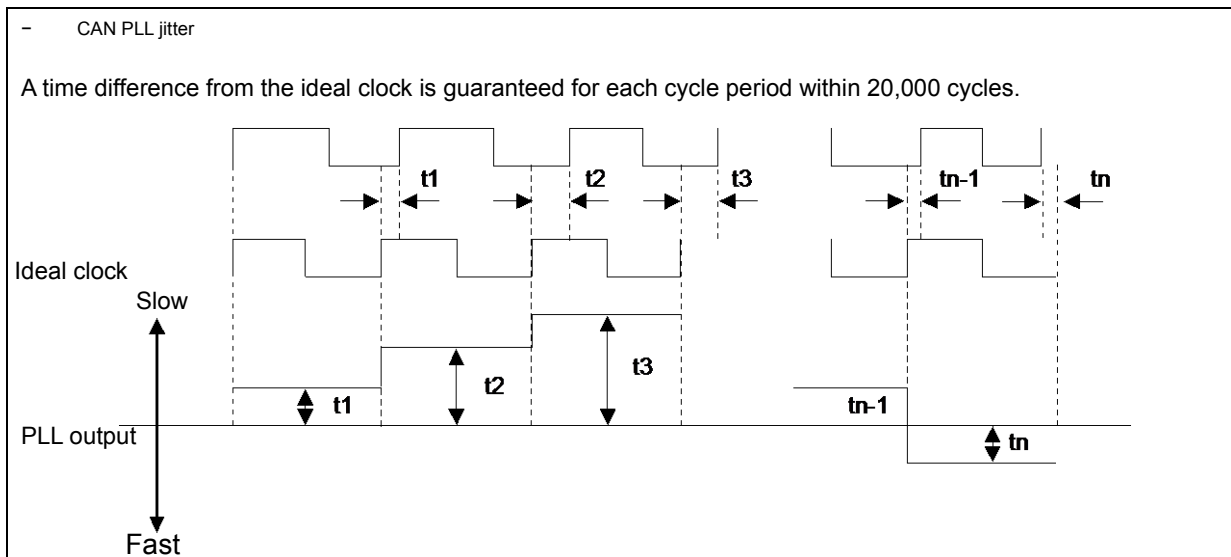 – CAN PLL jitter
A time difference from the ideal clock is guaranteed for each cycle period within 20,000 cycles.
t1 t2 t3 tn-1 tn
Ideal clock
Slow
t1 t2 t3 tn-1 tn
PLL output
Fast